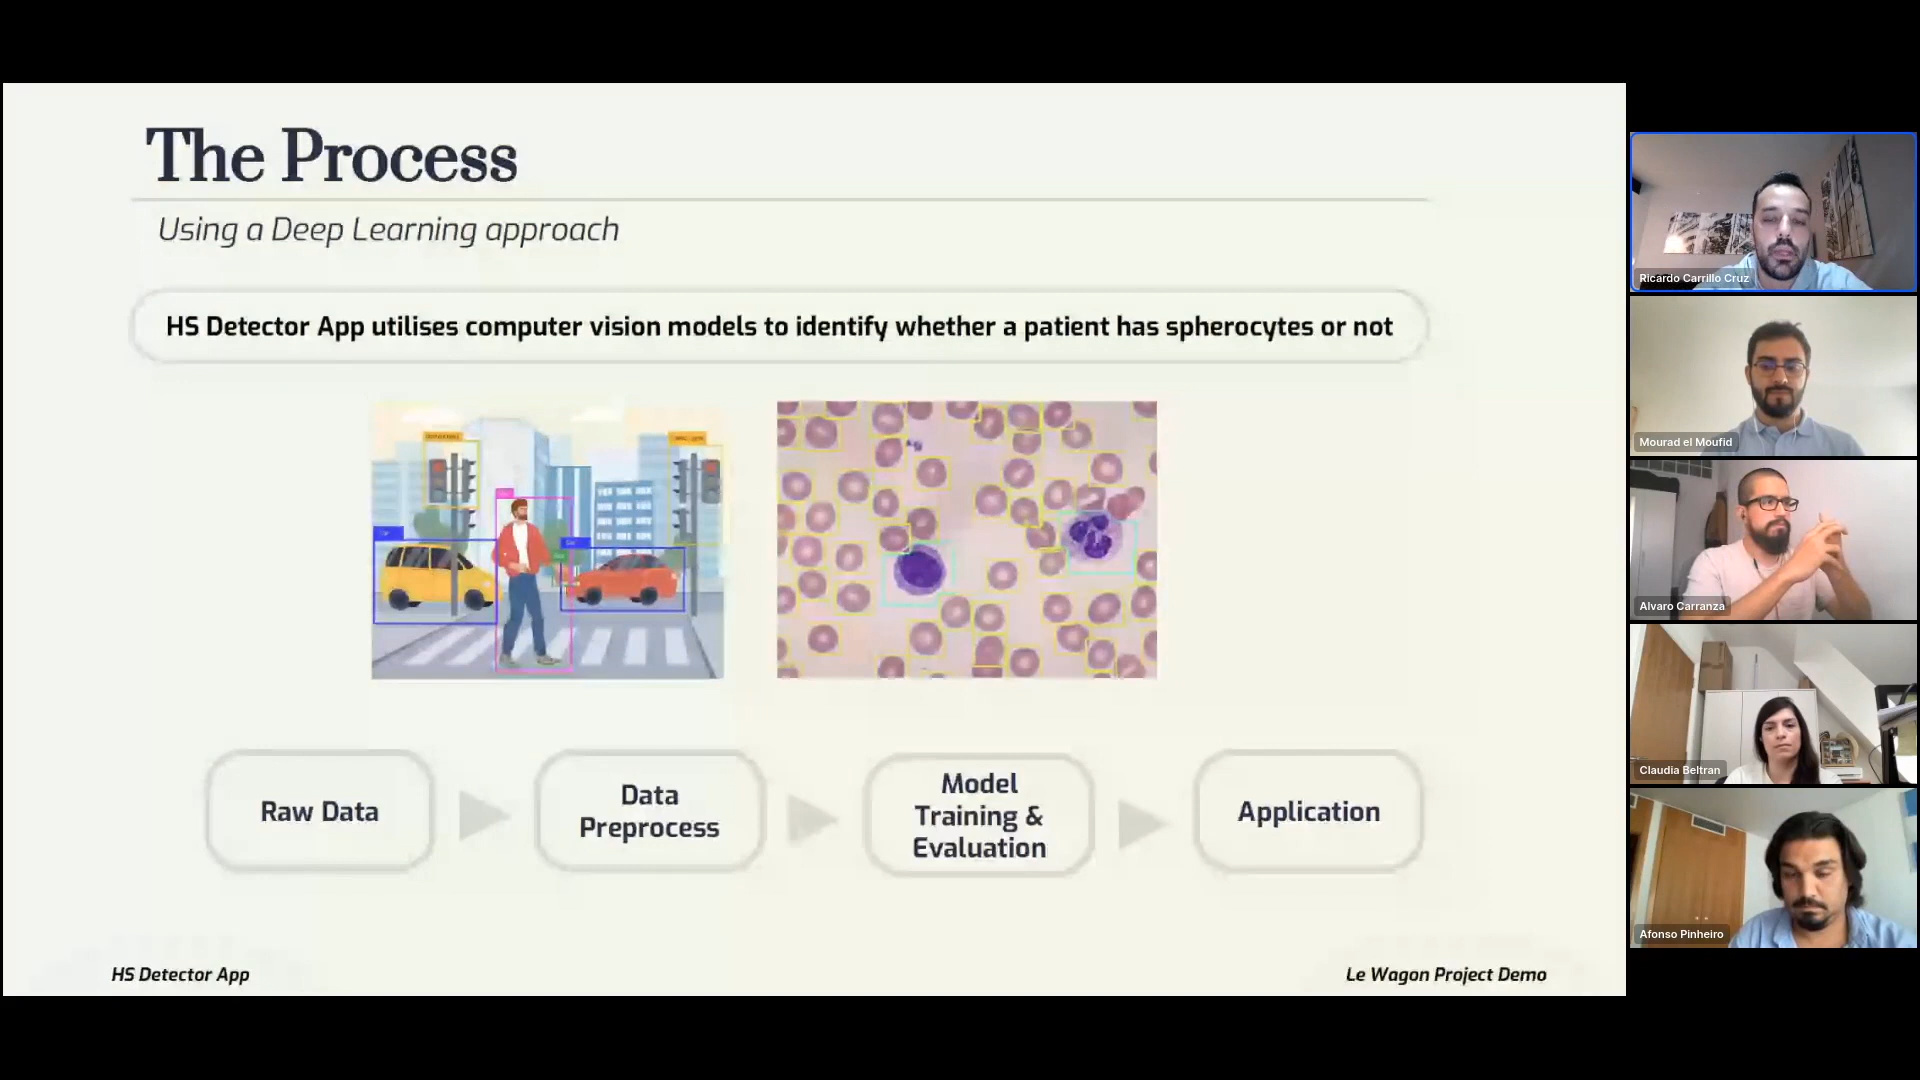 The Process
Using a Deep Learning approach
HS Detector App utilises computer vision models to identify whether a patient has spherocytes or not
Raw Data
Data
Preprocess
Model
Training &
Evaluation
Application
HS Detector App
Le Wagon Project Demo
Ricardo Carrillo Cruz
Mourad el Moufid
Alvaro Carranza
Claudia Beltran
Afonso Pinheiro